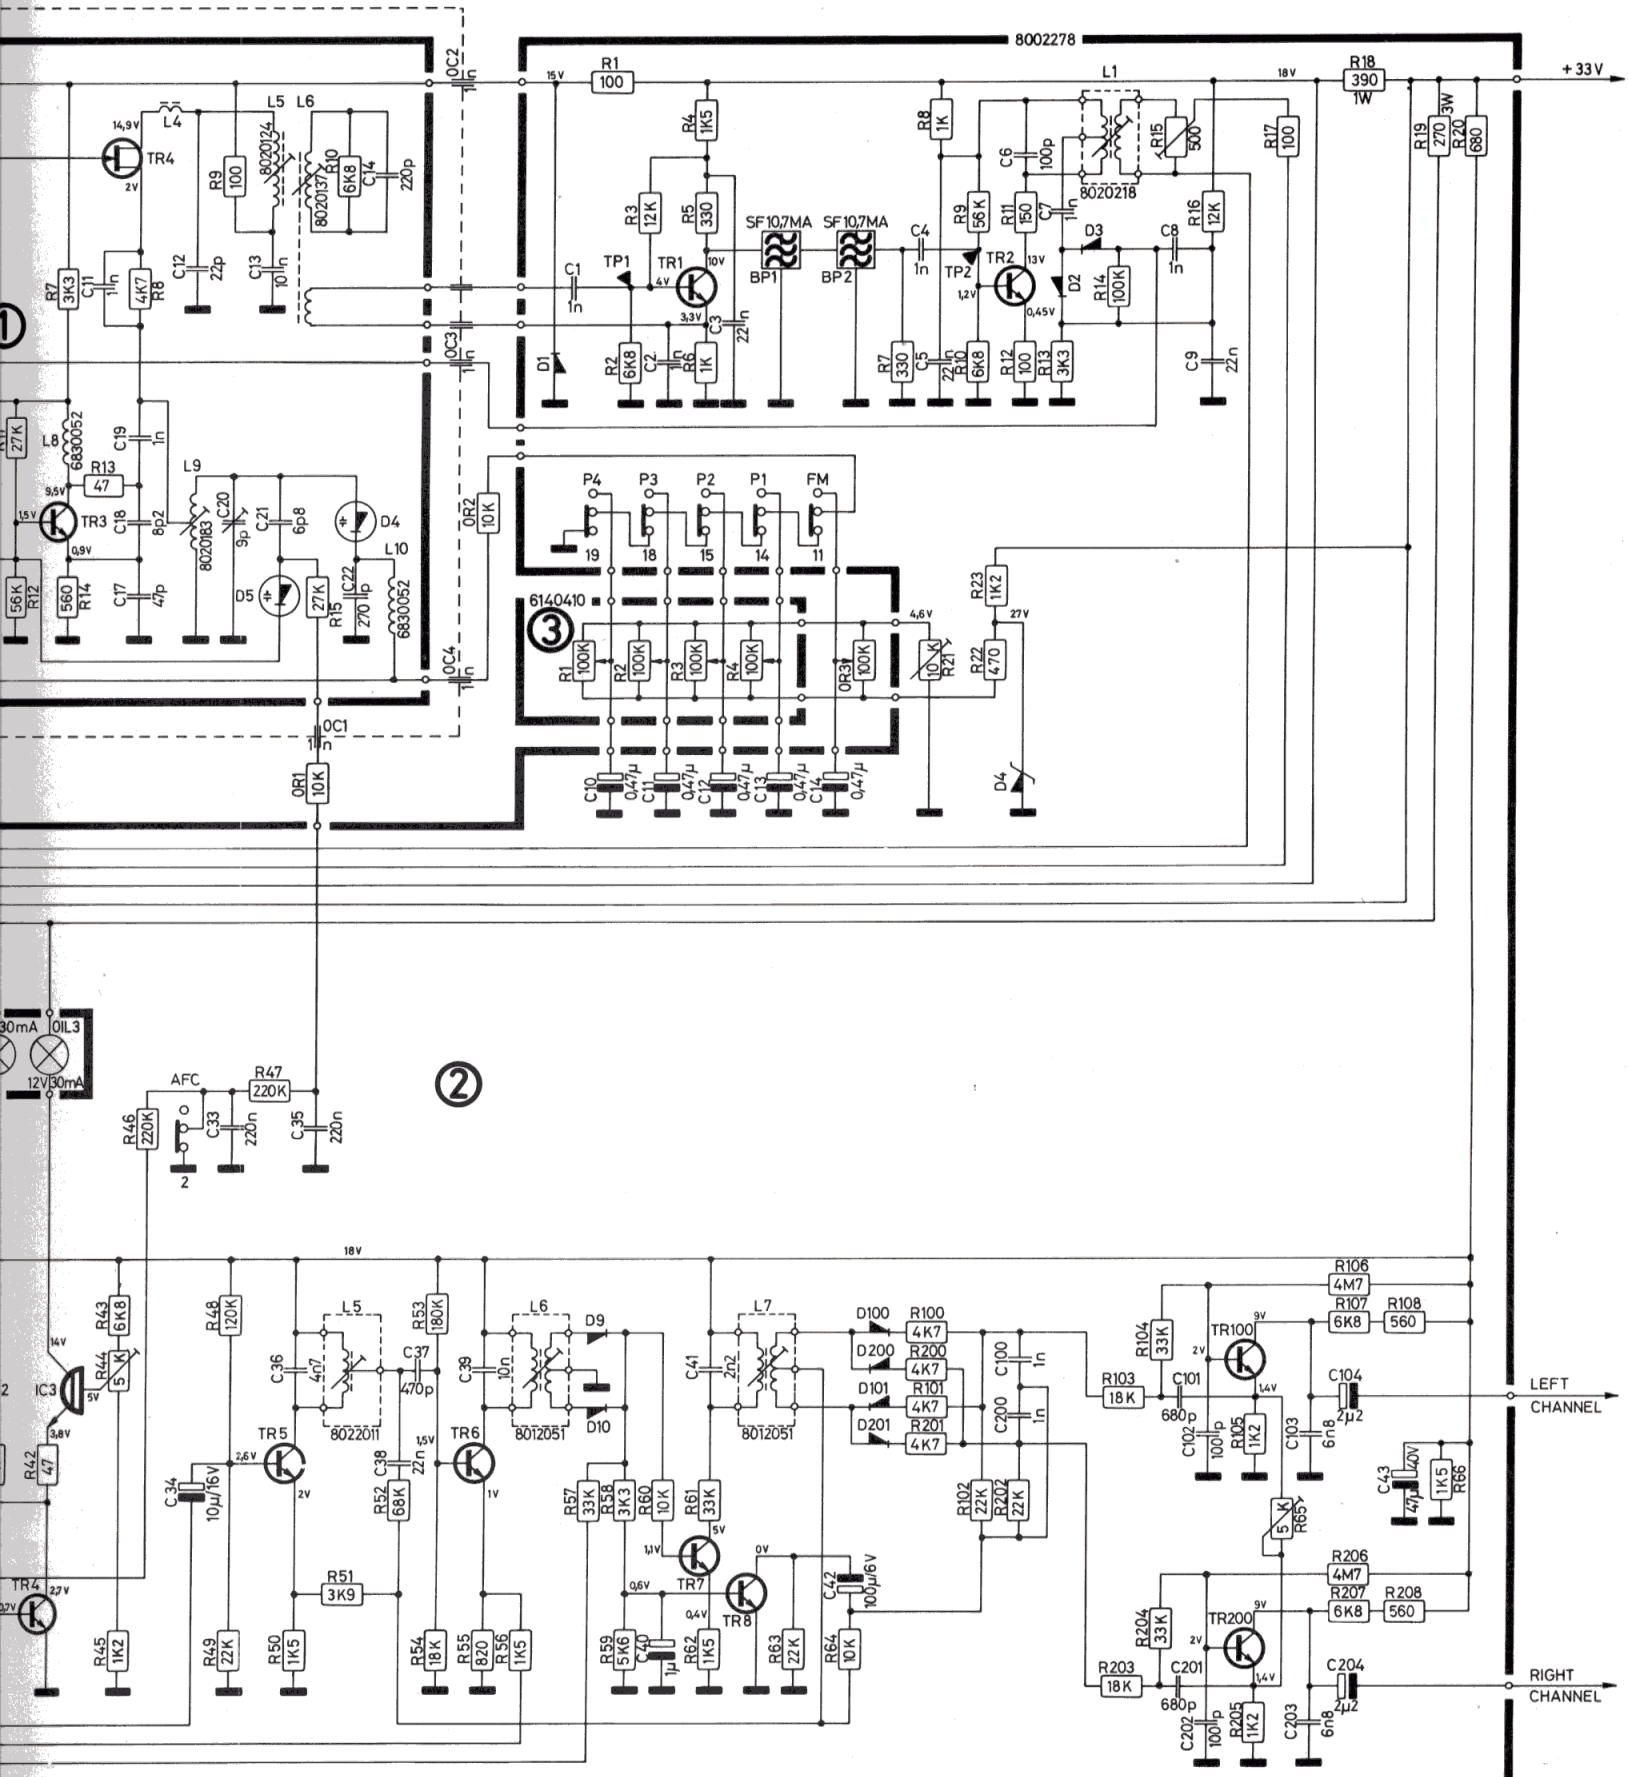 8002278
+33V
OC2
1n
15V
R1
100
18V
R18
390
1W
L1
R4
1K5
R8
1K
C6
100p
R15
500
R17
100
R19
270
3W
R20
680
14,9V
L4
TR4
2V
L5
L6
8020124
8020137
R9
100
R10
6K8
C14
220p
R3
12K
R5
330
SF10,7MA
SF10,7MA
BP1
BP2
C4
1n
R9
56K
R11
150
C7
1n
8020218
R16
12K
TP2
TR2
13V
D3
C8
1n
R7
3K3
C11
1n
4K7
R8
C12
22p
C13
10n
C1
1n
TP1
TR1
4V
10V
3,3V
C3
22n
1,2V
0,45V
D2
R14
100K
1
OC3
1n
D1
R2
6K8
C2
1n
R6
1K
R7
330
C5
22n
R10
6K8
R12
100
R13
3K3
C9
22n
27K
L8
6830052
C19
1n
R13
47
L9
9,5V
1,5V
TR3
0,9V
C18
8p2
8020183
C20
9p
C21
6p8
D4
L10
OR2
10K
P4
P3
P2
P1
FM
19
18
15
14
11
56K
R12
560
R14
C17
47p
D5
27K
R15
C22
270p
6830052
6140410
3
4,6V
R23
1K2
27V
R1
100K
R2
100K
R3
100K
R4
100K
OR3
100K
10K
R21
R22
470
OC4
1n
OC1
1n
OR1
10K
C10
0,47µ
C11
0,47µ
C12
0,47µ
C13
0,47µ
C14
0,47µ
D4
30mA
OIL3
12V
30mA
2
AFC
R47
220K
R46
220K
C33
220n
C35
220n
2
18V
R43
6K8
R44
5K
14V
IC3
5V
3,8V
R42
47
R48
120K
C36
4n7
L5
8022011
C37
470p
R53
180K
C39
10n
L6
8012051
D9
D10
C41
2n2
L7
8012051
D100
R100
4K7
D200
R200
4K7
D101
R101
4K7
D201
R201
4K7
C100
1n
C200
1n
R106
4M7
R107
6K8
R108
560
R104
33K
TR100
9V
2V
1,4V
R103
18K
C101
680p
C102
100p
R105
1K2
C103
6n8
C104
2µ2
LEFT
CHANNEL
C34
10µ/16V
2,6V
TR5
2V
C38
22n
R52
68K
1,5V
TR6
1V
R57
33K
R58
3K3
R60
10K
R61
33K
R102
22K
R202
22K
C43
47µ
40V
1K5
R66
5K
R65
TR4
2,7V
0,7V
R45
1K2
R49
22K
R50
1K5
R51
3K9
R54
18K
R55
820
R56
1K5
1,1V
5V
TR7
0,6V
0,4V
TR8
0V
R59
5K6
C40
1µ
R62
1K5
R63
22K
C42
100µ/6V
R64
10K
R206
4M7
R207
6K8
R208
560
R204
33K
TR200
9V
2V
1,4V
R203
18K
C201
680p
C202
100p
R205
1K2
C203
6n8
C204
2µ2
RIGHT
CHANNEL